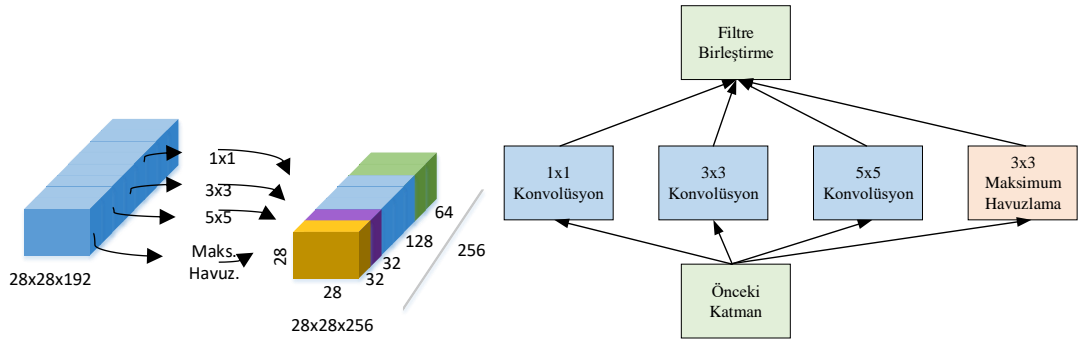 1x1
3x3
5x5
Maks.
Havuz.
28x28x192
28
28
32
32
128
64
256
28x28x256
Filtre
Birleştirme
1x1
Konvolüsyon
3x3
Konvolüsyon
5x5
Konvolüsyon
3x3
Maksimum
Havuzlama
Önceki
Katman